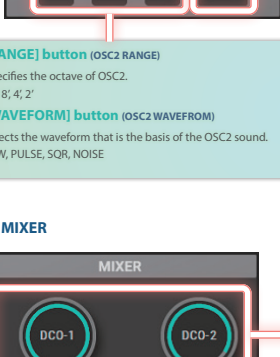 ANGE] button (OSC2 RANGE)
ecifies the octave of OSC2.
8’, 4’, 2’
WAVEFORM] button (OSC2 WAVEFROM)
ects the waveform that is the basis of the OSC2 sound.
W, PULSE, SQR, NOISE
MIXER
MIXER
DCO-1 DCO-2